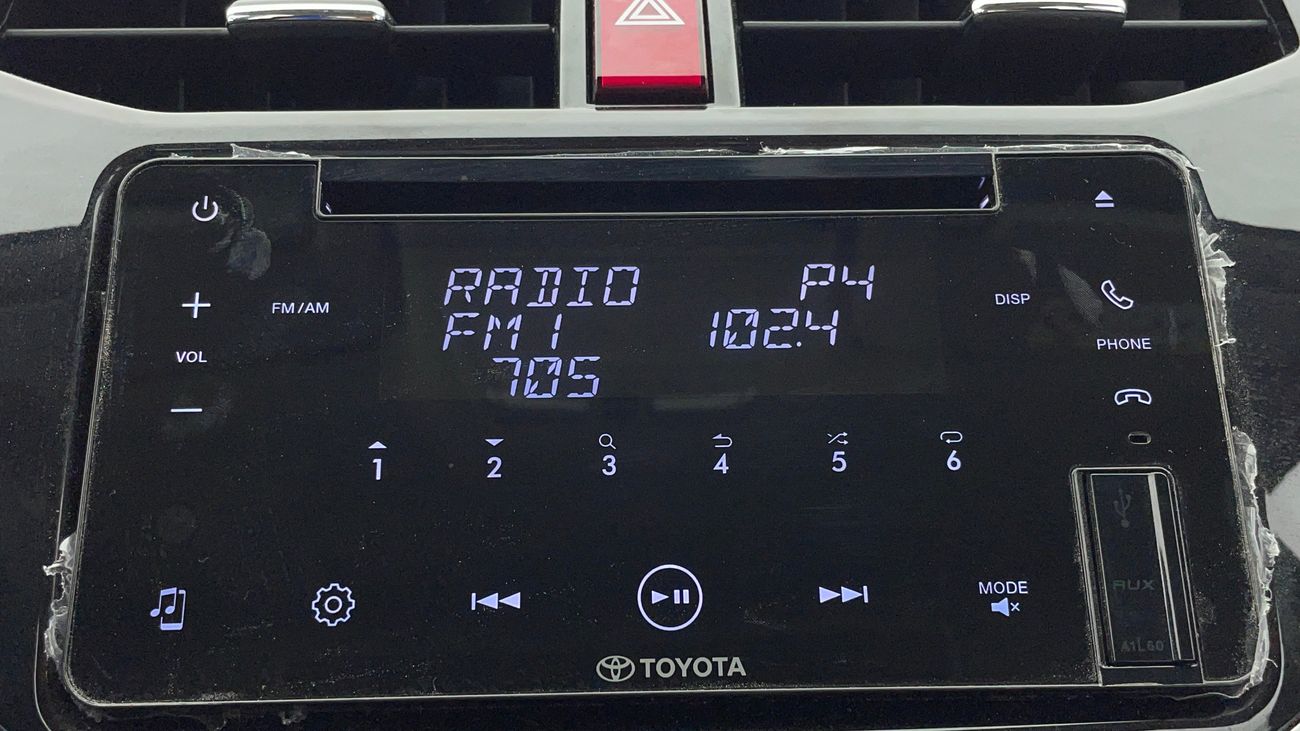 RADIO P4
FM/AM
DISP
FM1 102.4
VOL
PHONE
705
1 2 3 4 5 6
MODE
AUX
A1L60
TOYOTA